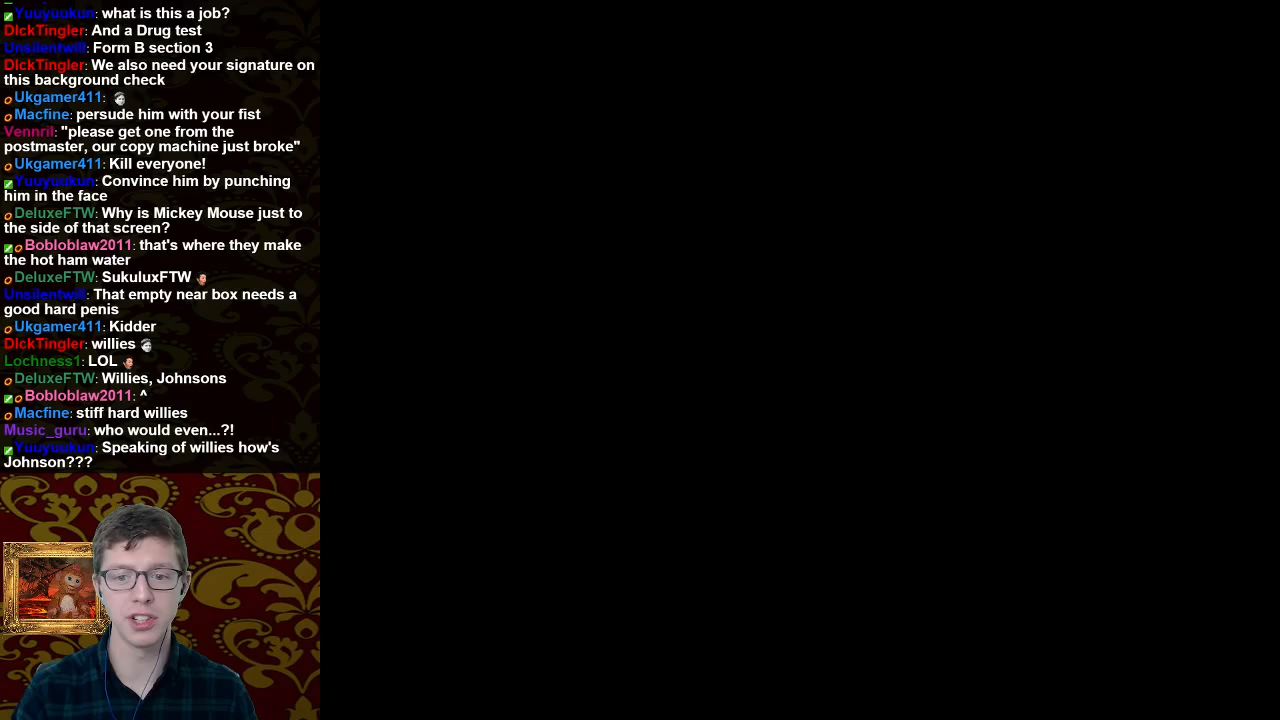 Yuuyuukun: what is this a job?
DIckTingler: And a Drug test
Unsilentwill: Form B section 3
DIckTingler: We also need your signature on
this background check
Ukgamer411:
Macfine: persude him with your fist
Vennril: "please get one from the
postmaster, our copy machine just broke"
Ukgamer411: Kill everyone!
Yuuyuukun: Convince him by punching
him in the face
DeluxeFTW: Why is Mickey Mouse just to
the side of that screen?
Bobloblaw2011: that's where they make
the hot ham water
DeluxeFTW: SukuluxFTW
Unsilentwill: That empty near box needs a
good hard penis
Ukgamer411: Kidder
DIckTingler: willies
Lochness1: LOL
DeluxeFTW: Willies, Johnsons
Bobloblaw2011: ^
Macfine: stiff hard willies
Music_guru: who would even...?!
Yuuyuukun: Speaking of willies how's
Johnson???